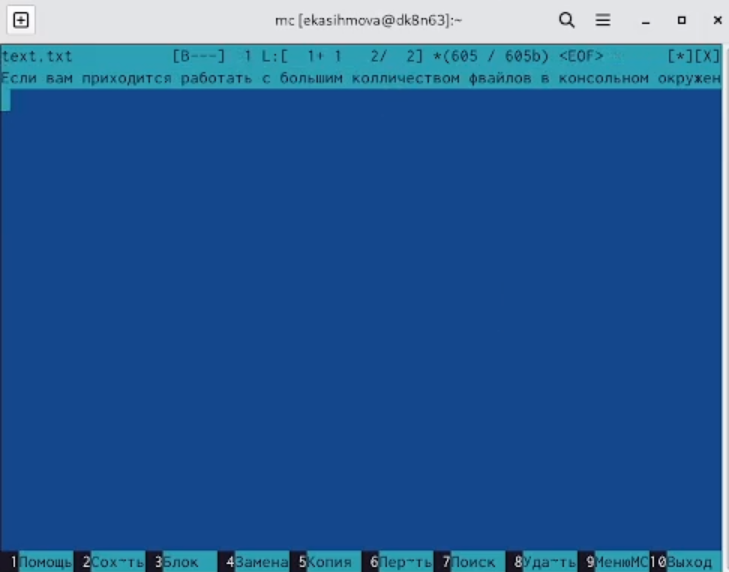 mc [ekasihmova@dk8n63]:~
text.txt [B---] 1 L:[ 1+ 1 2/ 2] *(605 / 605b) <EOF> [*][X]
Если вам приходится работать с большим колличеством фвайлов в консольном окружен
1Помощь 2Сох~ть 3Блок 4Замена 5Копия 6Пер~ть 7Поиск 8Уда~ть 9МенюМС 10Выход